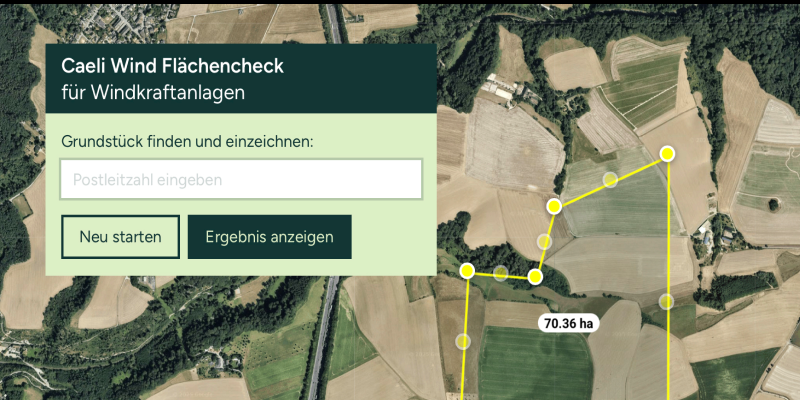 Caeli Wind Flächencheck
für Windkraftanlagen
Grundstück finden und einzeichnen:
Postleitzahl eingeben
Neu starten
Ergebnis anzeigen
70.36 ha